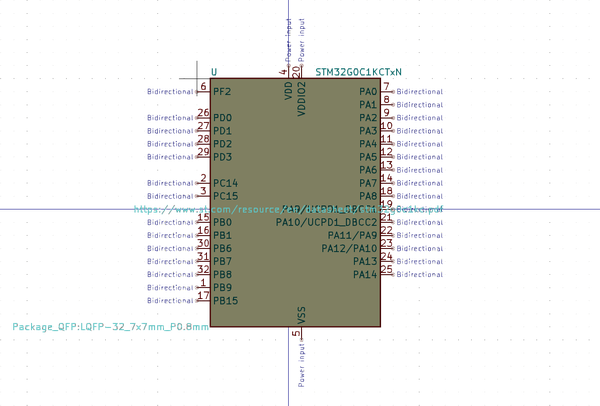 Power input
Power input
4
20
U
STM32G0C1KCTxN
VDD
VDDIO2
Bidirectional 6 PF2
PA0 7 Bidirectional
PA1 8 Bidirectional
Bidirectional 26 PD0
PA2 9 Bidirectional
Bidirectional 27 PD1
PA3 10 Bidirectional
Bidirectional 28 PD2
PA4 11 Bidirectional
Bidirectional 29 PD3
PA5 12 Bidirectional
PA6 13 Bidirectional
Bidirectional 2 PC14
PA7 14 Bidirectional
Bidirectional 3 PC15
PA8 18 Bidirectional
19
https://www.st.com/resource/en/
Bidirectional 15 PB0
PA10/UCPD1_DBCC2 21 Bidirectional
Bidirectional 16 PB1
PA11/PA9 22 Bidirectional
Bidirectional 30 PB6
PA12/PA10 23 Bidirectional
Bidirectional 31 PB7
PA13 24 Bidirectional
Bidirectional 32 PB8
PA14 25 Bidirectional
Bidirectional 1 PB9
Bidirectional 17 PB15
VSS
Package_QFP:LQFP-32_7x7mm_P0.8mm
5
Power input